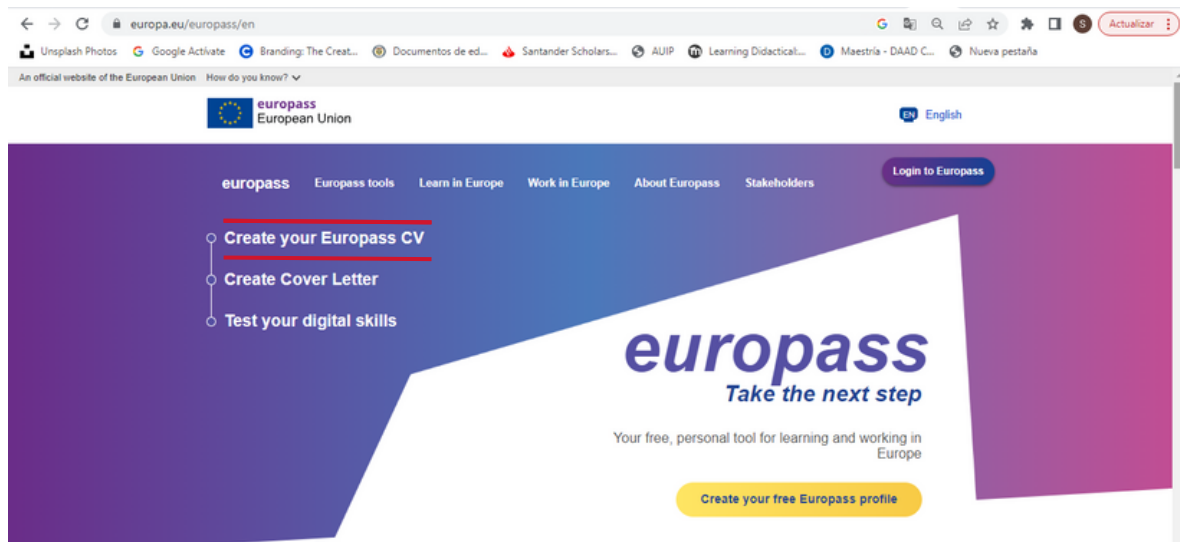 europa.eu/europass/en
Actualizar
Unsplash Photos Google Activate Branding: The Creat... Documentos de ed... Santander Scholars... AUIP Learning Didactical:... Maestría - DAAD C... Nueva pestaña
An official website of the European Union How do you know?
europass
European Union
EN English
europass Europass tools Learn in Europe Work in Europe About Europass Stakeholders Login to Europass
Create your Europass CV
Create Cover Letter
Test your digital skills
europass
Take the next step
Your free, personal tool for learning and working in
Europe
Create your free Europass profile